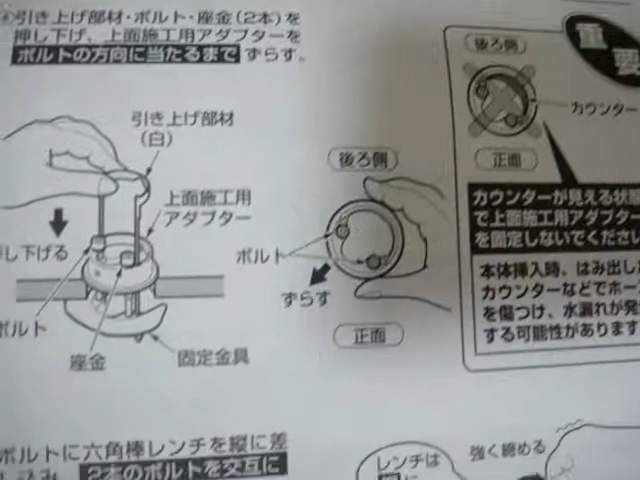 引き上げ部材・ボルト・座金(2本)を
押し下げ、上面施工用アダプターを
ボルトの方向に当たるまで ずらす。
引き上げ部材
(白)
上面施工用
アダプター
押し下げる
ボルト
座金
固定金具
後ろ側
ボルト
ずらす
正面
重
要
後ろ側
カウンター
正面
カウンターが見える状態
で上面施工用アダプター
を固定しないでください
本体挿入時、はみ出し
カウンターなどでホー
を傷つけ、水漏れが発
する可能性があります
ボルトに六角棒レンチを縦に差
2本のボルトを交互に
レンチは
強く締める